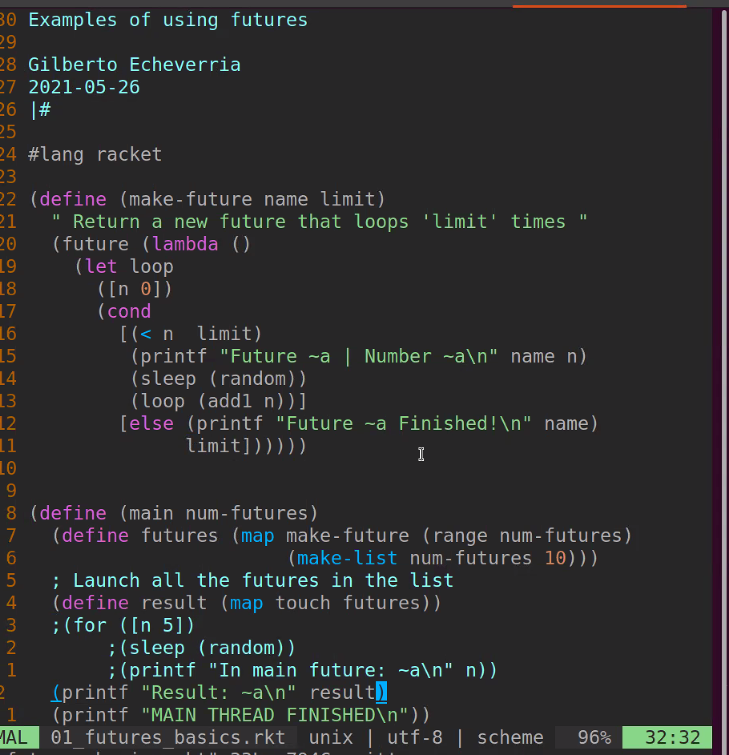 30 Examples of using futures
29
28 Gilberto Echeverria
27 2021-05-26
26 |#
25
24 #lang racket
23
22 (define (make-future name limit)
21   " Return a new future that loops 'limit' times "
20   (future (lambda ()
19     (let loop
18       ([n 0])
17       (cond
16         [(< n  limit)
15          (printf "Future ~a | Number ~a\n" name n)
14          (sleep (random))
13          (loop (add1 n))]
12         [else (printf "Future ~a Finished!\n" name)
11               limit])))))
10
9
8 (define (main num-futures)
7   (define futures (map make-future (range num-futures)
6                        (make-list num-futures 10)))
5   ; Launch all the futures in the list
4   (define result (map touch futures))
3   ;(for ([n 5])
2        ;(sleep (random))
1        ;(printf "In main future: ~a\n" n))
2   (printf "Result: ~a\n" result)
1   (printf "MAIN THREAD FINISHED\n"))
MAL 01_futures_basics.rkt unix | utf-8 | scheme 96% 32:32